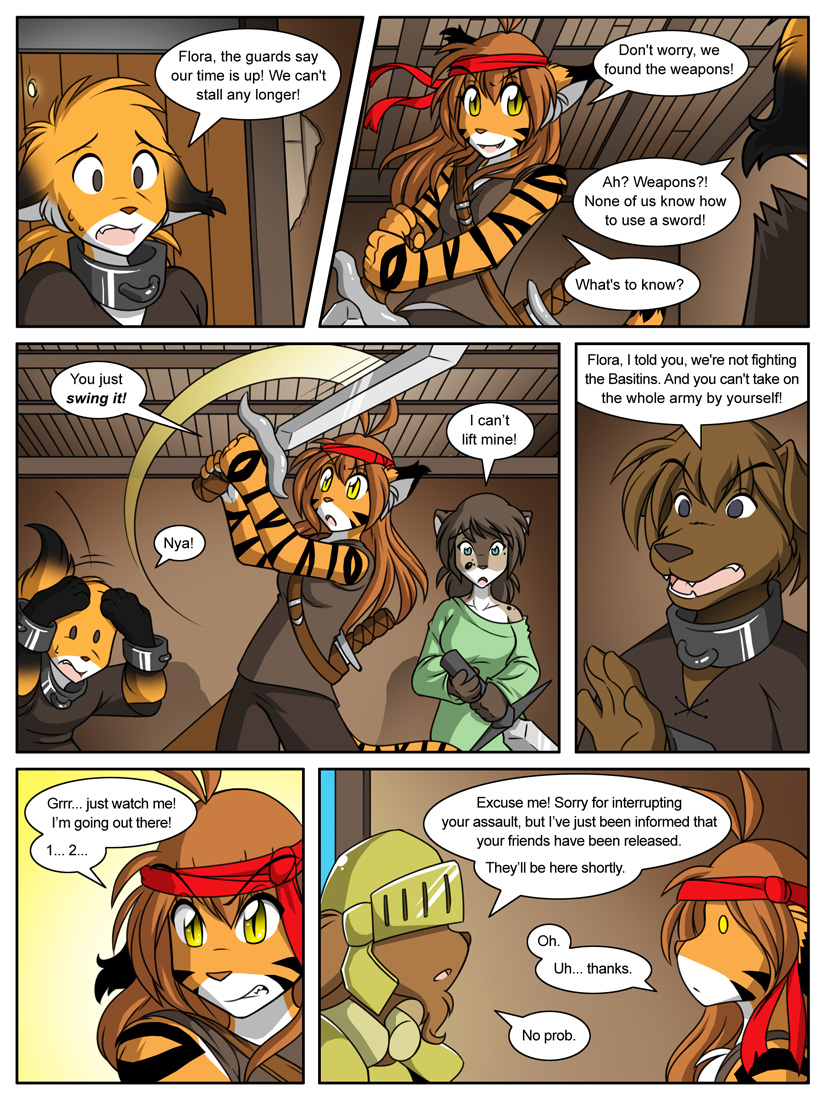 Flora, the guards say
our time is up! We can't
stall any longer!
Don't worry, we
found the weapons!
Ah? Weapons?!
None of us know how
to use a sword!
What's to know?
You just
swing it!
Nya!
I can't
lift mine!
Flora, I told you, we're not fighting
the Basitins. And you can't take on
the whole army by yourself!
Grrr... just watch me!
I'm going out there!
1... 2...
Excuse me! Sorry for interrupting
your assault, but I've just been informed that
your friends have been released.
They'll be here shortly.
Oh.
Uh... thanks.
No prob.